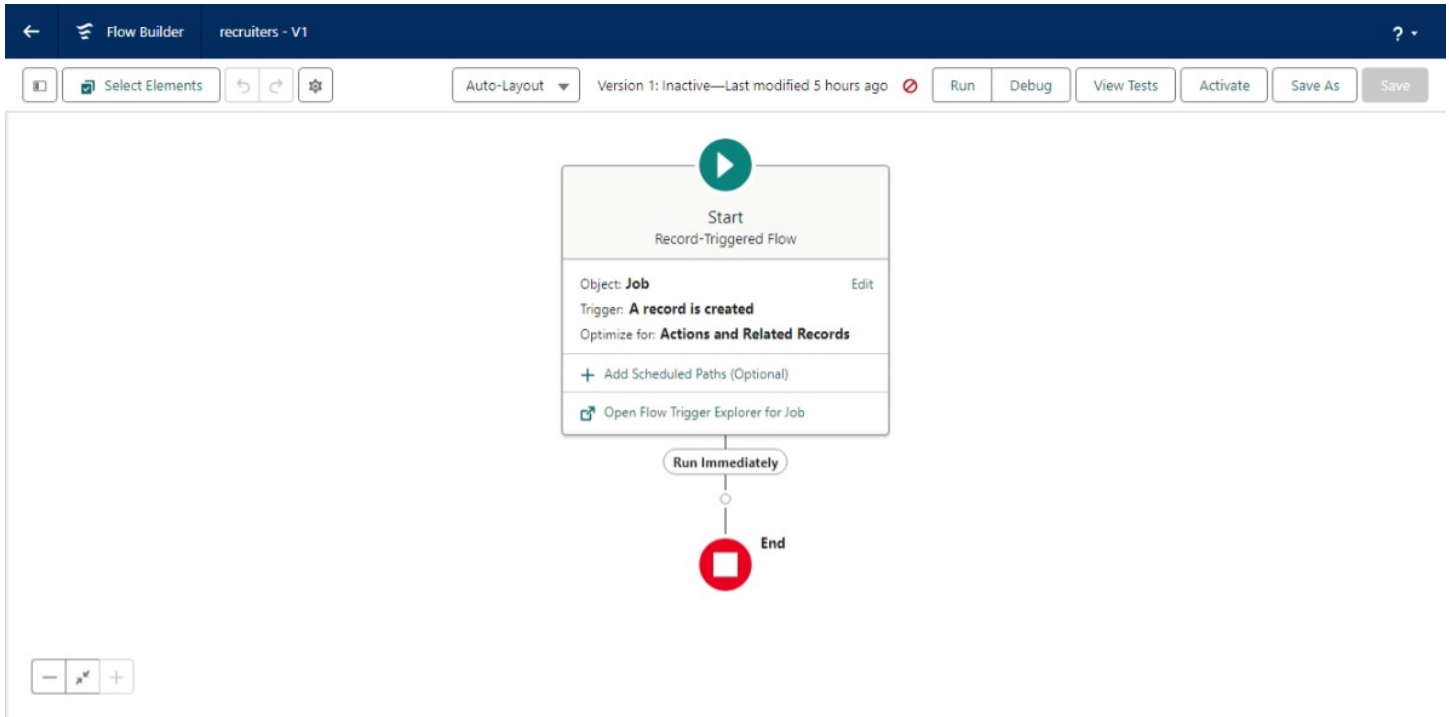 Flow Builder recruiters - V1 ?
Select Elements Auto-Layout Version 1: Inactive—Last modified 5 hours ago Run Debug View Tests Activate Save As Save
Start
Record-Triggered Flow
Object: Job Edit
Trigger: A record is created
Optimize for: Actions and Related Records
+ Add Scheduled Paths (Optional)
Open Flow Trigger Explorer for Job
Run Immediately
End